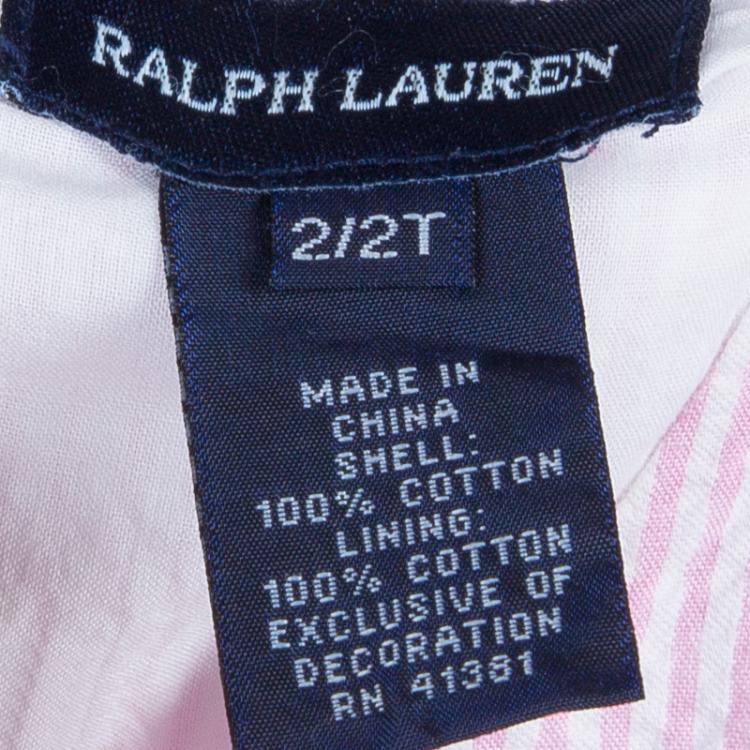 RALPH LAUREN
2/2T
MADE IN
CHINA
SHELL:
100% COTTON
LINING:
100% COTTON
EXCLUSIVE OF
DECORATION
RN 41381